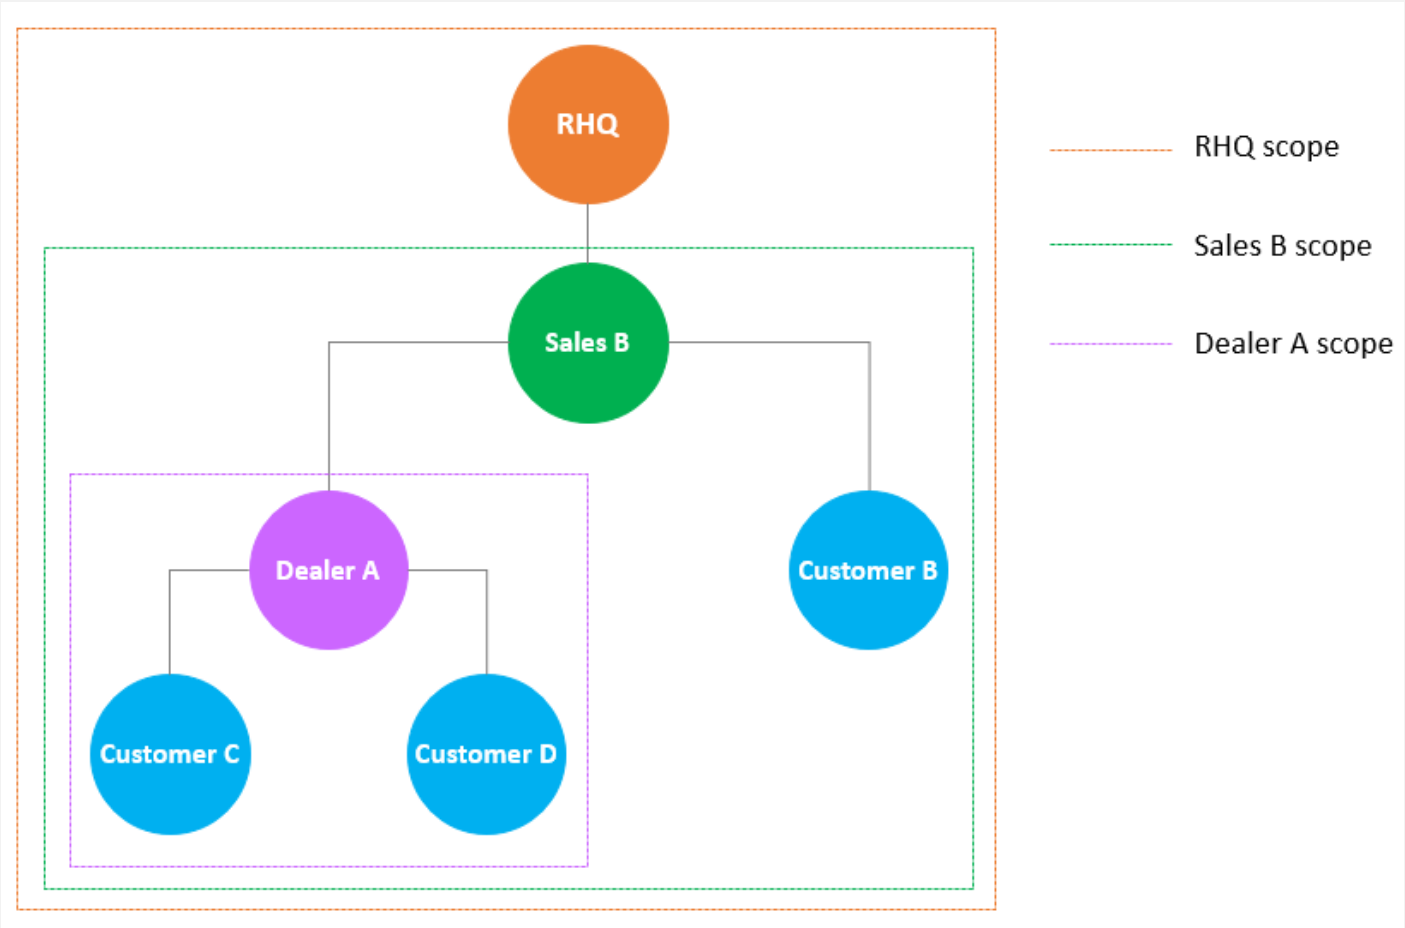 RHQ
RHQ scope
Sales B scope
Sales B
Dealer A scope
Dealer A
Customer B
Customer C
Customer D